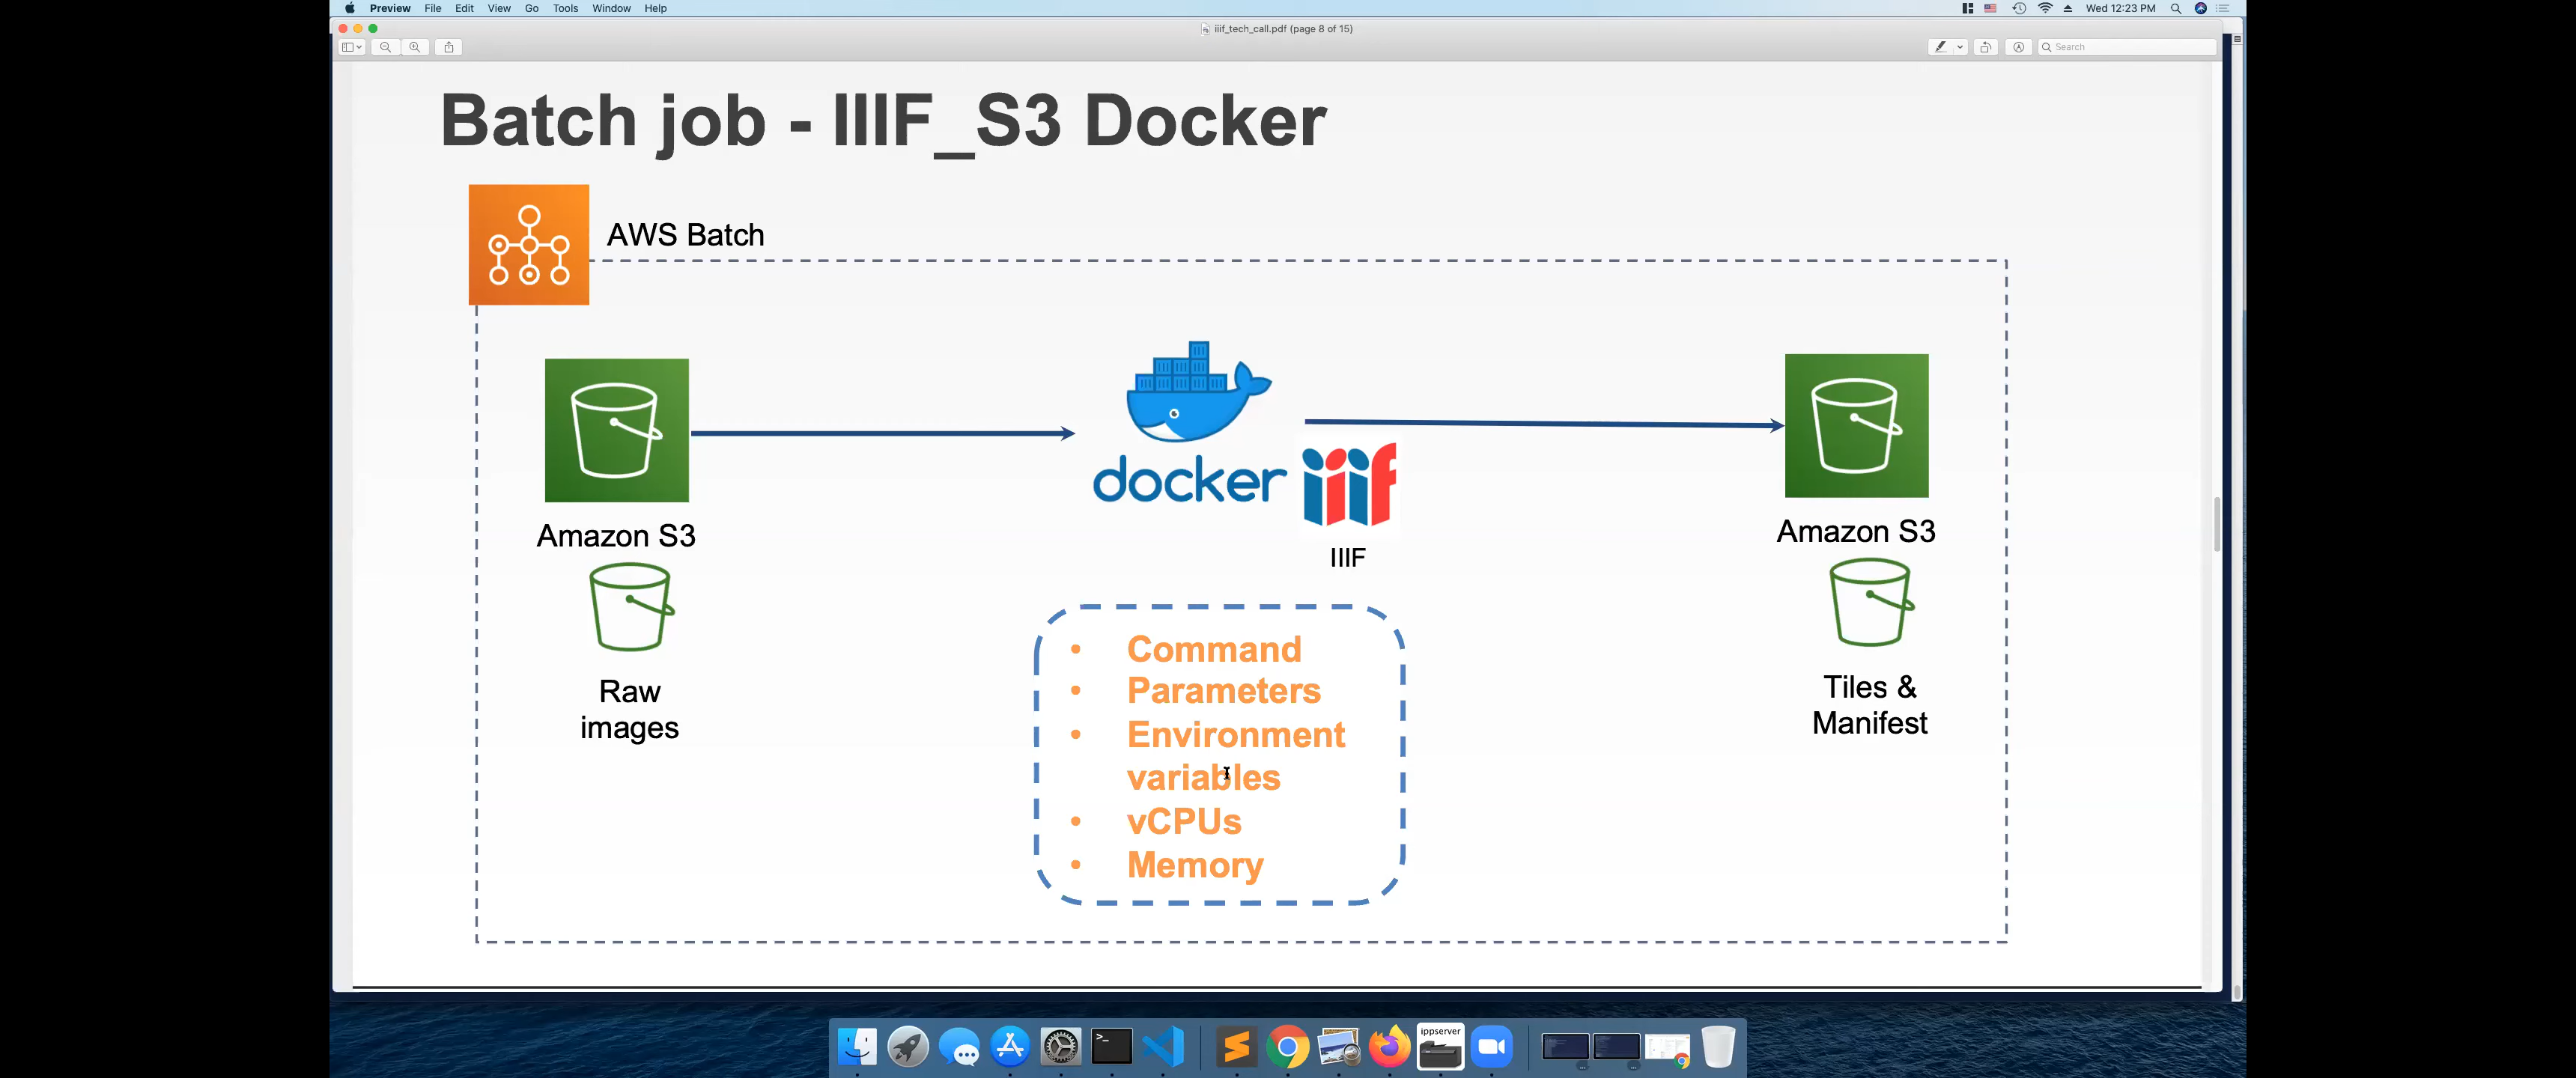 Preview File Edit View Go Tools Window Help
Wed 12:23 PM
iiif_tech_call.pdf (page 8 of 15)
Search
Batch job - IIIF_S3 Docker
AWS Batch
docker
iiif
Amazon S3
Amazon S3
IIIF
Raw
images
Tiles &
Manifest
• Command
• Parameters
• Environment
variables
• vCPUs
• Memory
ippserver